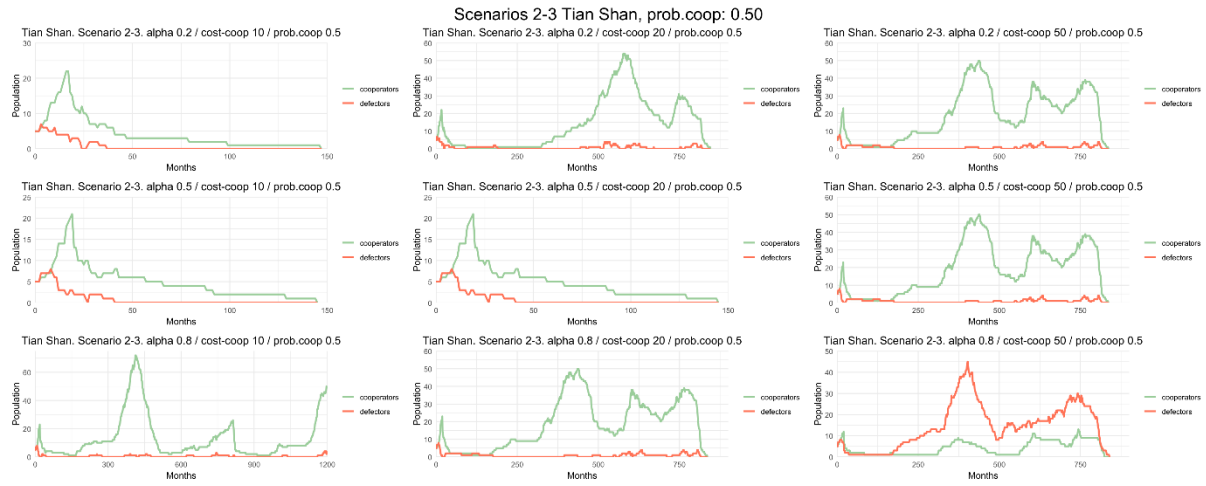 Scenarios 2-3 Tian Shan, prob.coop: 0.50
Tian Shan. Scenario 2-3. alpha 0.2 / cost-coop 10 / prob.coop 0.5
Population
30
20
10
0
0
50
100
150
Months
cooperators
defectors
Tian Shan. Scenario 2-3. alpha 0.2 / cost-coop 20 / prob.coop 0.5
Population
60
50
40
30
20
10
0
0
250
500
750
Months
cooperators
defectors
Tian Shan. Scenario 2-3. alpha 0.2 / cost-coop 50 / prob.coop 0.5
Population
60
50
40
30
20
10
0
0
250
500
750
Months
cooperators
defectors
Tian Shan. Scenario 2-3. alpha 0.5 / cost-coop 10 / prob.coop 0.5
Population
25
20
15
10
5
0
0
50
100
150
Months
cooperators
defectors
Tian Shan. Scenario 2-3. alpha 0.5 / cost-coop 20 / prob.coop 0.5
Population
25
20
15
10
5
0
0
50
100
150
Months
cooperators
defectors
Tian Shan. Scenario 2-3. alpha 0.5 / cost-coop 50 / prob.coop 0.5
Population
60
50
40
30
20
10
0
0
250
500
750
Months
cooperators
defectors
Tian Shan. Scenario 2-3. alpha 0.8 / cost-coop 10 / prob.coop 0.5
Population
80
60
40
20
0
0
300
600
900
1200
Months
cooperators
defectors
Tian Shan. Scenario 2-3. alpha 0.8 / cost-coop 20 / prob.coop 0.5
Population
60
50
40
30
20
10
0
0
250
500
750
Months
cooperators
defectors
Tian Shan. Scenario 2-3. alpha 0.8 / cost-coop 50 / prob.coop 0.5
Population
50
40
30
20
10
0
0
250
500
750
Months
cooperators
defectors